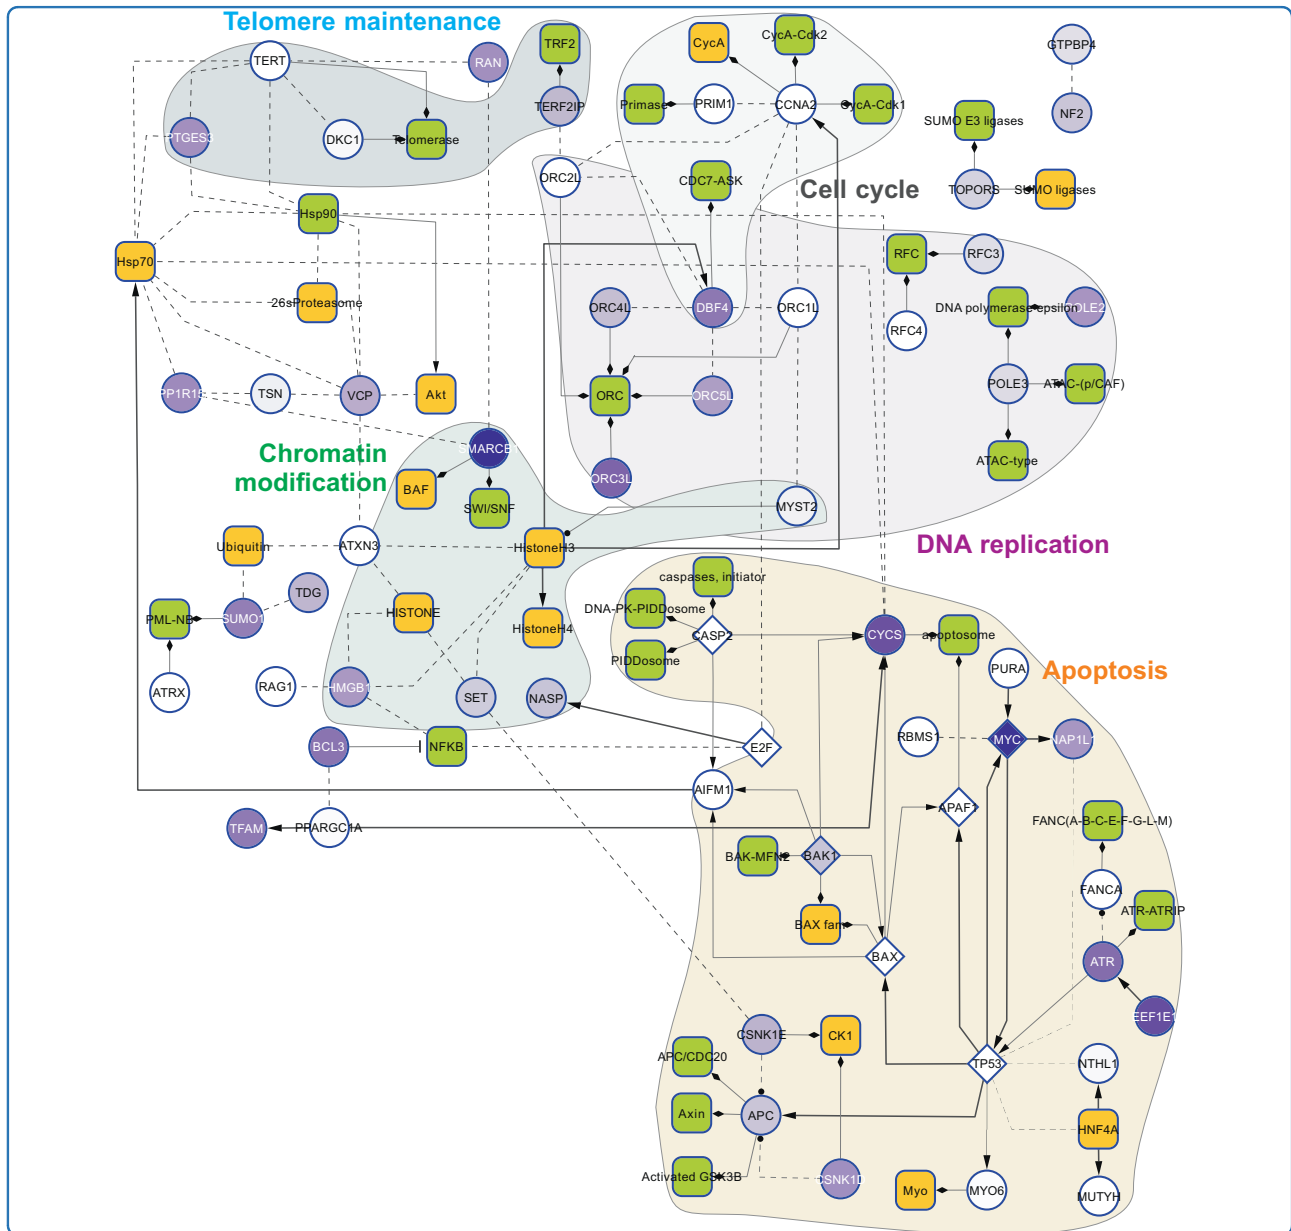 Telomere maintenance
TRF2
CycA
CycA-Cdk2
GTPBP4
TERT
RAN
TERF2IP
Primase
PRIM1
CCNA2
CycA-Cdk1
NF2
SUMO E3 ligases
PTGES3
DKC1
Telomerase
ORC2L
CDC7-ASK
Cell cycle
TOPORS
SUMO ligases
Hsp90
Hsp70
RFC
RFC3
26sProteasome
ORC4L
DBF4
ORC1L
DNA polymerase epsilon
POLE2
RFC4
PP1R15
TSN
VCP
Akt
ORC
ORC5L
POLE3
ATAC-(p/CAF)
Chromatin
modification
SMARCB
BAF
SWI/SNF
ORC3L
ATAC-type
MYST2
Ubiquitin
ATXN3
HistoneH3
DNA replication
caspases, initiator
TDG
PML-NB
SUMO1
HISTONE
HistoneH4
DNA-PK-PIDDosome
CASP2
CYCS
apoptosome
PIDDosome
PURA
Apoptosis
ATRX
RAG1
HMGB1
SET
NASP
BCL3
NFKB
E2F
RBMS1
MYC
NAP1L1
AIFM1
APAF1
TFAM
PPARGC1A
FANC(A-B-C-E-F-G-L-M)
BAK-MFN2
BAK1
FANCA
ATR-ATRIP
BAX fam
BAX
ATR
EEF1E1
CSNK1E
CK1
APC/CDC20
TP53
NTHL1
Axin
APC
HNF4A
Activated GSK3B
CSNK1D
Myo
MYO6
MUTYH